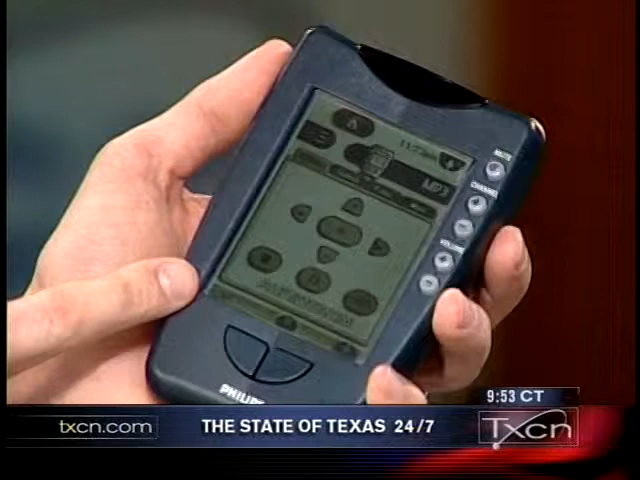 MP3
MUTE
CHANNEL
VOLUME
PHILIPS
9:53 CT
txcn.com
THE STATE OF TEXAS 24/7
Txcn